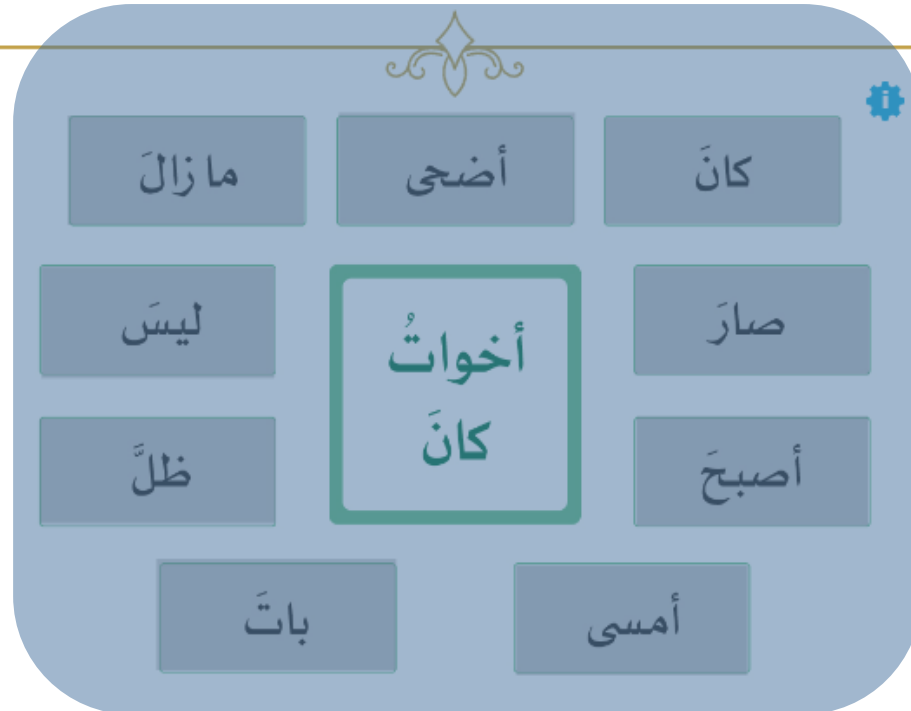 كانَ
أضحى
ما زالَ
صارَ
أخواتُ
كانَ
ليسَ
أصبحَ
ظلَّ
أمسى
باتَ